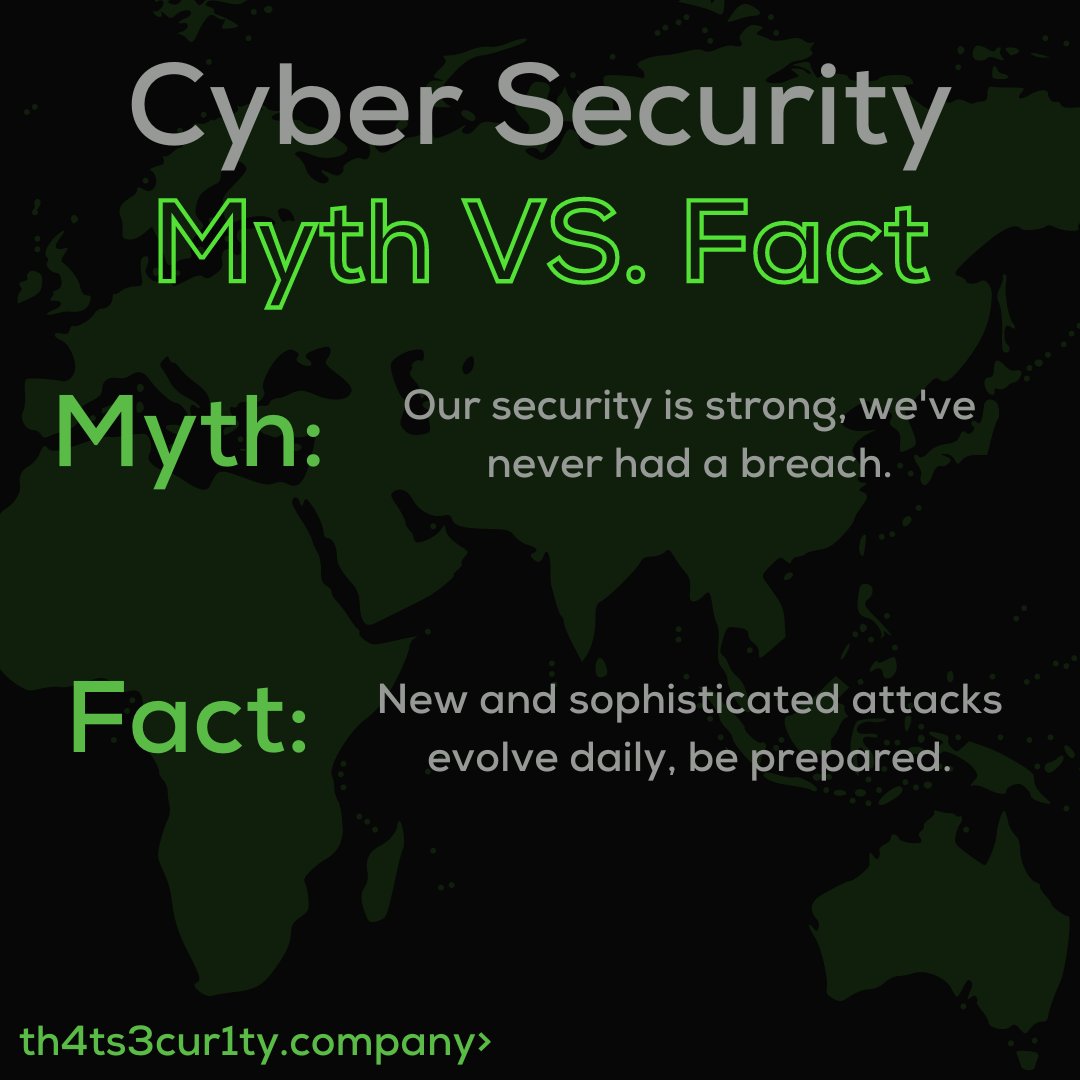 Cyber Security
Myth VS. Fact
Myth:
Our security is strong, we've
never had a breach.
Fact:
New and sophisticated attacks
evolve daily, be prepared.
th4ts3cur1ty.company>